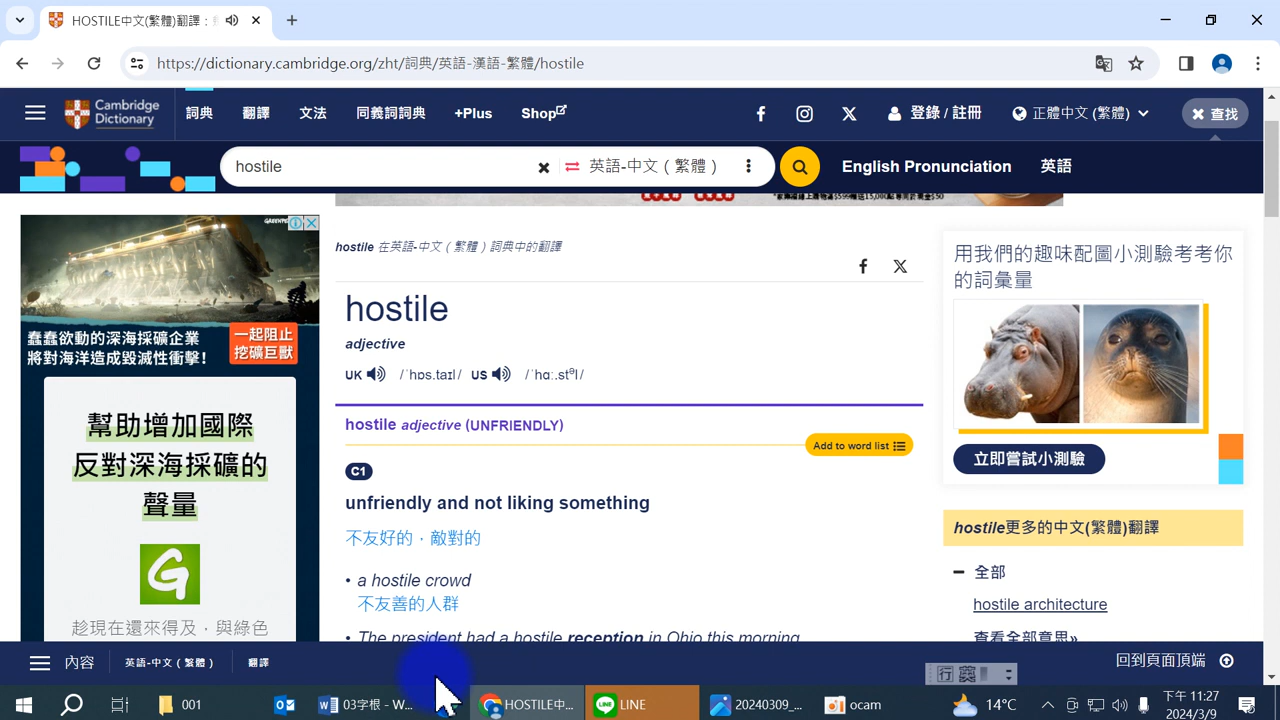 HOSTILE中文(繁體)翻譯：
https://dictionary.cambridge.org/zht/詞典/英語-漢語-繁體/hostile
Cambridge
Dictionary
詞典
翻譯
文法
同義詞詞典
+Plus
Shop
登錄 / 註冊
正體中文 (繁體)
查找
hostile
英語-中文（繁體）
English Pronunciation
英語
GREENPEACE
蠢蠢欲動的深海採礦企業
將對海洋造成毀滅性衝擊!
一起阻止
挖礦巨獸
幫助增加國際
反對深海採礦的
聲量
趁現在還來得及，與綠色
hostile 在英語-中文（繁體）詞典中的翻譯
hostile
adjective
UK /ˈhɒs.taɪl/ US /ˈhɑː.stᵊl/
hostile adjective (UNFRIENDLY)
Add to word list
C1
unfriendly and not liking something
不友好的，敵對的
• a hostile crowd
不友善的人群
• The president had a hostile reception in Ohio this morning
用我們的趣味配圖小測驗考考你
的詞彙量
立即嘗試小測驗
hostile更多的中文(繁體)翻譯
全部
hostile architecture
查看全部意思»
內容
英語-中文（繁體）
翻譯
回到頁面頂端
行 英
001
03字根 - W...
HOSTILE中...
LINE
20240309_...
ocam
14°C
下午 11:27
2024/3/9